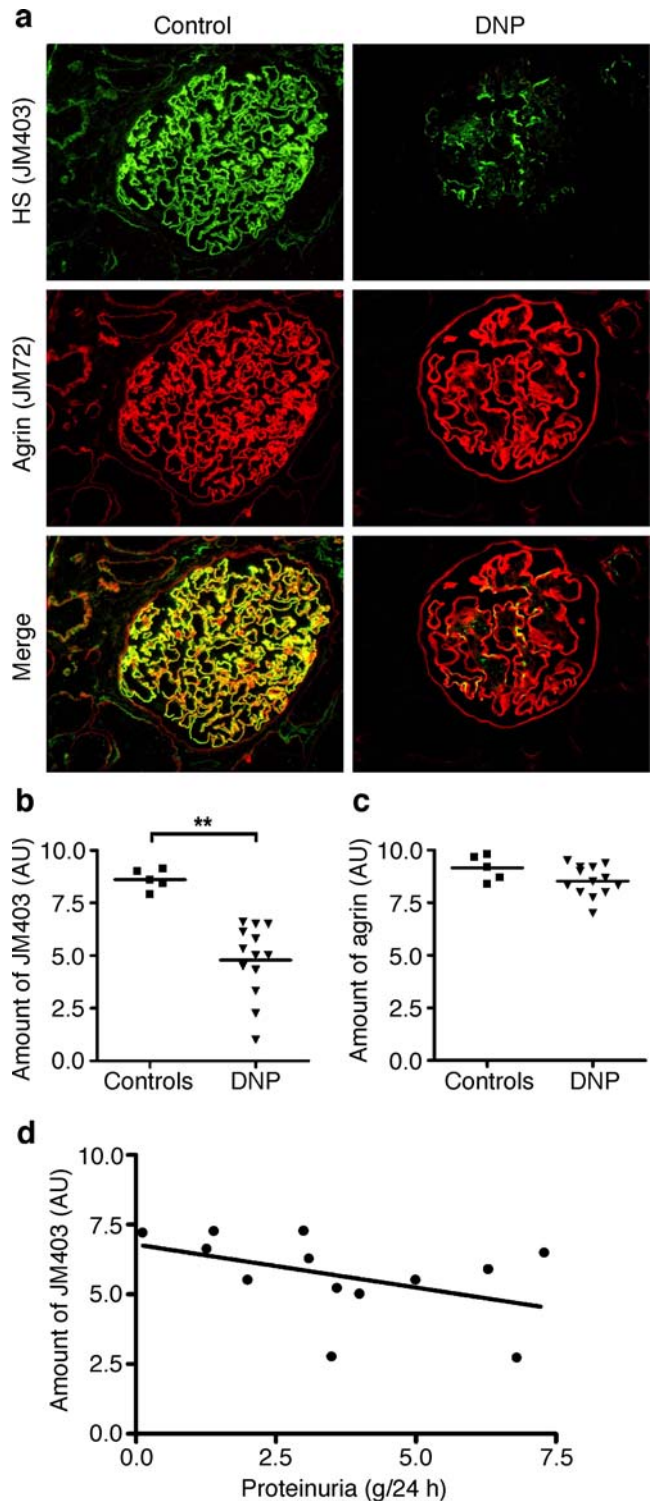 a
Control DNP
HS (JM403)
Agrin (JM72)
Merge
b
**
Amount of JM403 (AU)
10.0
7.5
5.0
2.5
0.0
Controls DNP
c
Amount of agrin (AU)
10.0
7.5
5.0
2.5
0.0
Controls DNP
d
Amount of JM403 (AU)
10.0
7.5
5.0
2.5
0.0
0.0 2.5 5.0 7.5
Proteinuria (g/24 h)